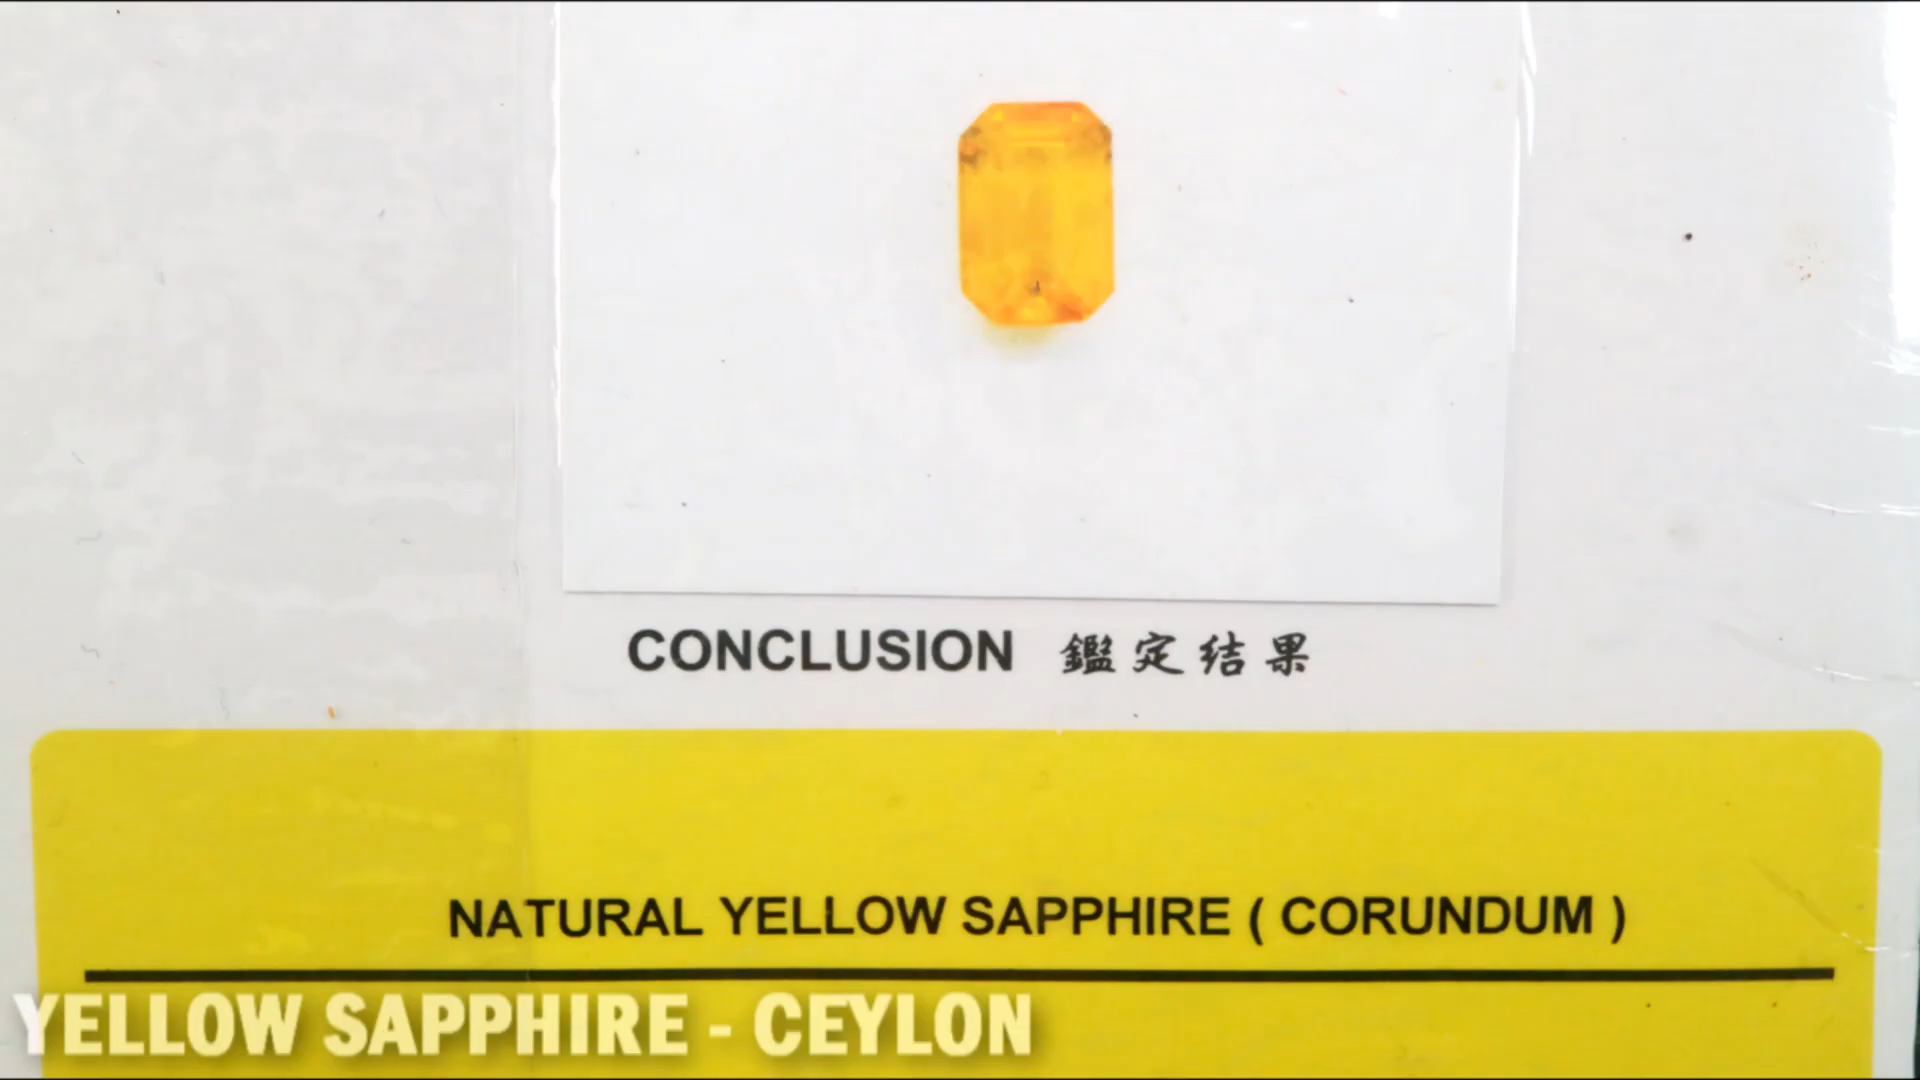 CONCLUSION 鑑定结果
NATURAL YELLOW SAPPHIRE ( CORUNDUM )
YELLOW SAPPHIRE - CEYLON